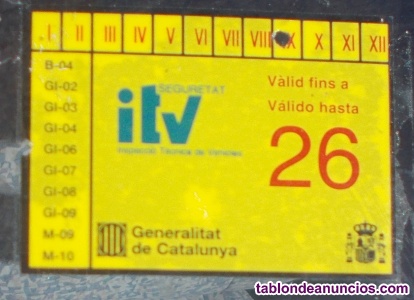 I II III IV V VI VII VIII IX X XI XII
B-04
GI-02
GI-03
GI-04
GI-06
GI-07
GI-08
GI-09
M-09
M-10
SEGURETAT
itv
Inspecció Tècnica de Vehicles
Vàlid fins a
Válido hasta
26
Generalitat
de Catalunya
tablondeanuncios.com